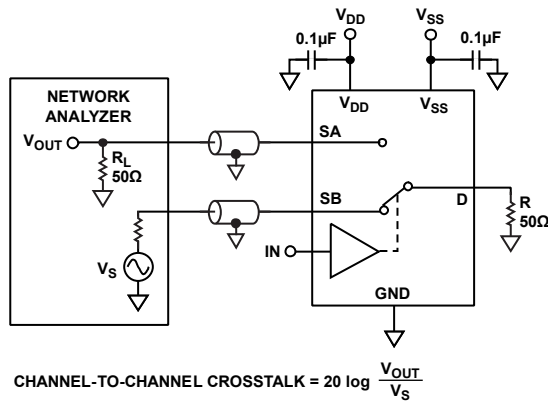 VDD
VSS
0.1µF
0.1µF
VDD
VSS
NETWORK
ANALYZER
VOUT
RL
50Ω
SA
SB
D
R
50Ω
IN
VS
GND
CHANNEL-TO-CHANNEL CROSSTALK = 20 log VOUT
VS